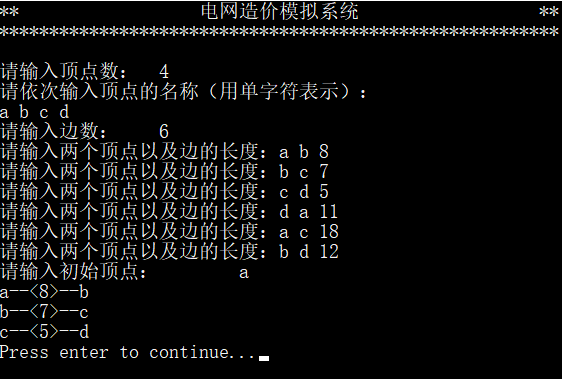 **                    电网造价模拟系统                    **
********************************************************
请输入顶点数：  4
请依次输入顶点的名称（用单字符表示）：
a b c d
请输入边数：    6
请输入两个顶点以及边的长度：a b 8
请输入两个顶点以及边的长度：b c 7
请输入两个顶点以及边的长度：c d 5
请输入两个顶点以及边的长度：d a 11
请输入两个顶点以及边的长度：a c 18
请输入两个顶点以及边的长度：b d 12
请输入初始顶点：        a
a--<8>--b
b--<7>--c
c--<5>--d
Press enter to continue...